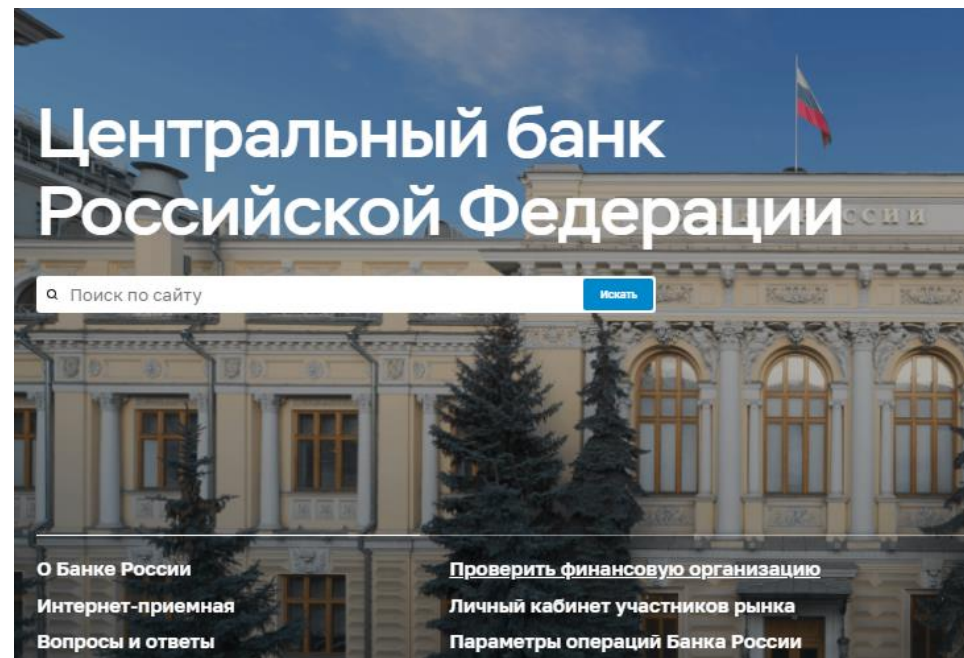 Центральный банк
Российской Федерации
Поиск по сайту
Искать
О Банке России
Проверить финансовую организацию
Интернет-приемная
Личный кабинет участников рынка
Вопросы и ответы
Параметры операций Банка России